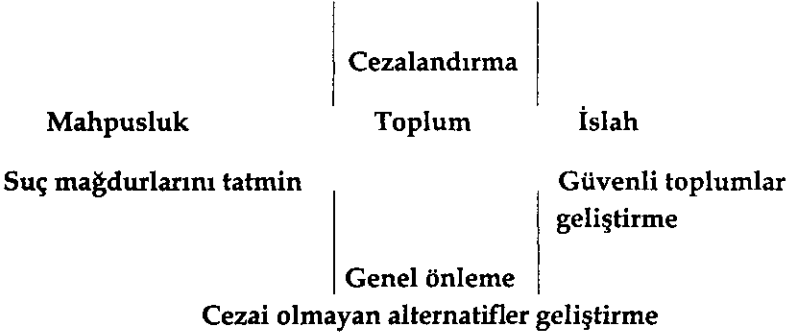 Cezalandırma
Mahpusluk Toplum İslah
Suç mağdurlarını tatmin Güvenli toplumlar
geliştirme
Genel önleme
Cezai olmayan alternatifler geliştirme